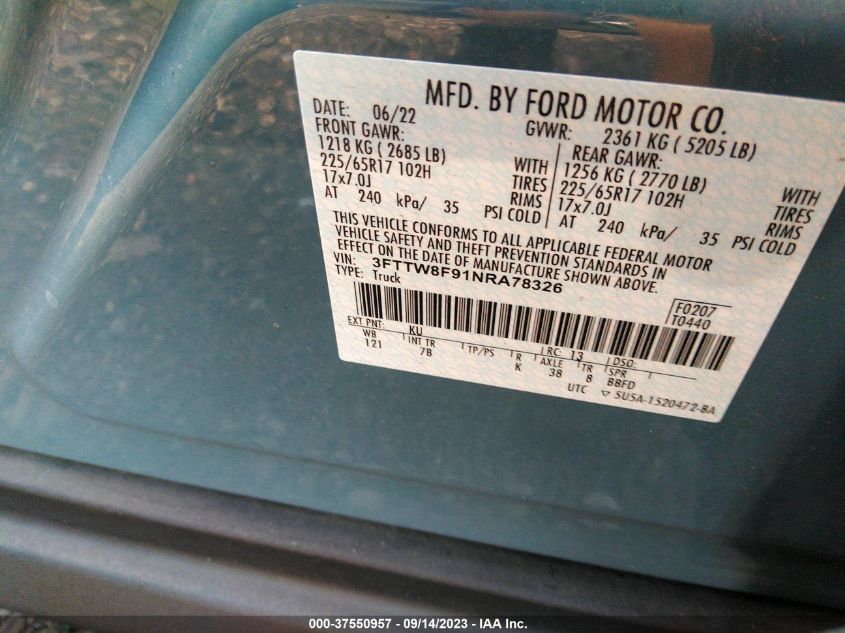 MFD. BY FORD MOTOR CO.
DATE: 06/22 GVWR: 2361 KG ( 5205 LB)
FRONT GAWR: REAR GAWR:
1218 KG ( 2685 LB) WITH 1256 KG ( 2770 LB) WITH
225/65R17 102H TIRES 225/65R17 102H TIRES
17x7.0J RIMS 17x7.0J RIMS
AT 240 kPa/ 35 PSI COLD AT 240 kPa/ 35 PSI COLD
THIS VEHICLE CONFORMS TO ALL APPLICABLE FEDERAL MOTOR
VEHICLE SAFETY AND THEFT PREVENTION STANDARDS IN
EFFECT ON THE DATE OF MANUFACTURE SHOWN ABOVE.
VIN: 3FTTW8F91NRA78326
TYPE: Truck
F0207
T0440
EXT PNT: KU RC: 13 DSO:
WB INT TR TP/PS R AXLE TR SPR
121 7B K 38 8 BBFD
UTC ▽ SU5A-1520472-BA
000-37550957 - 09/14/2023 - IAA Inc.